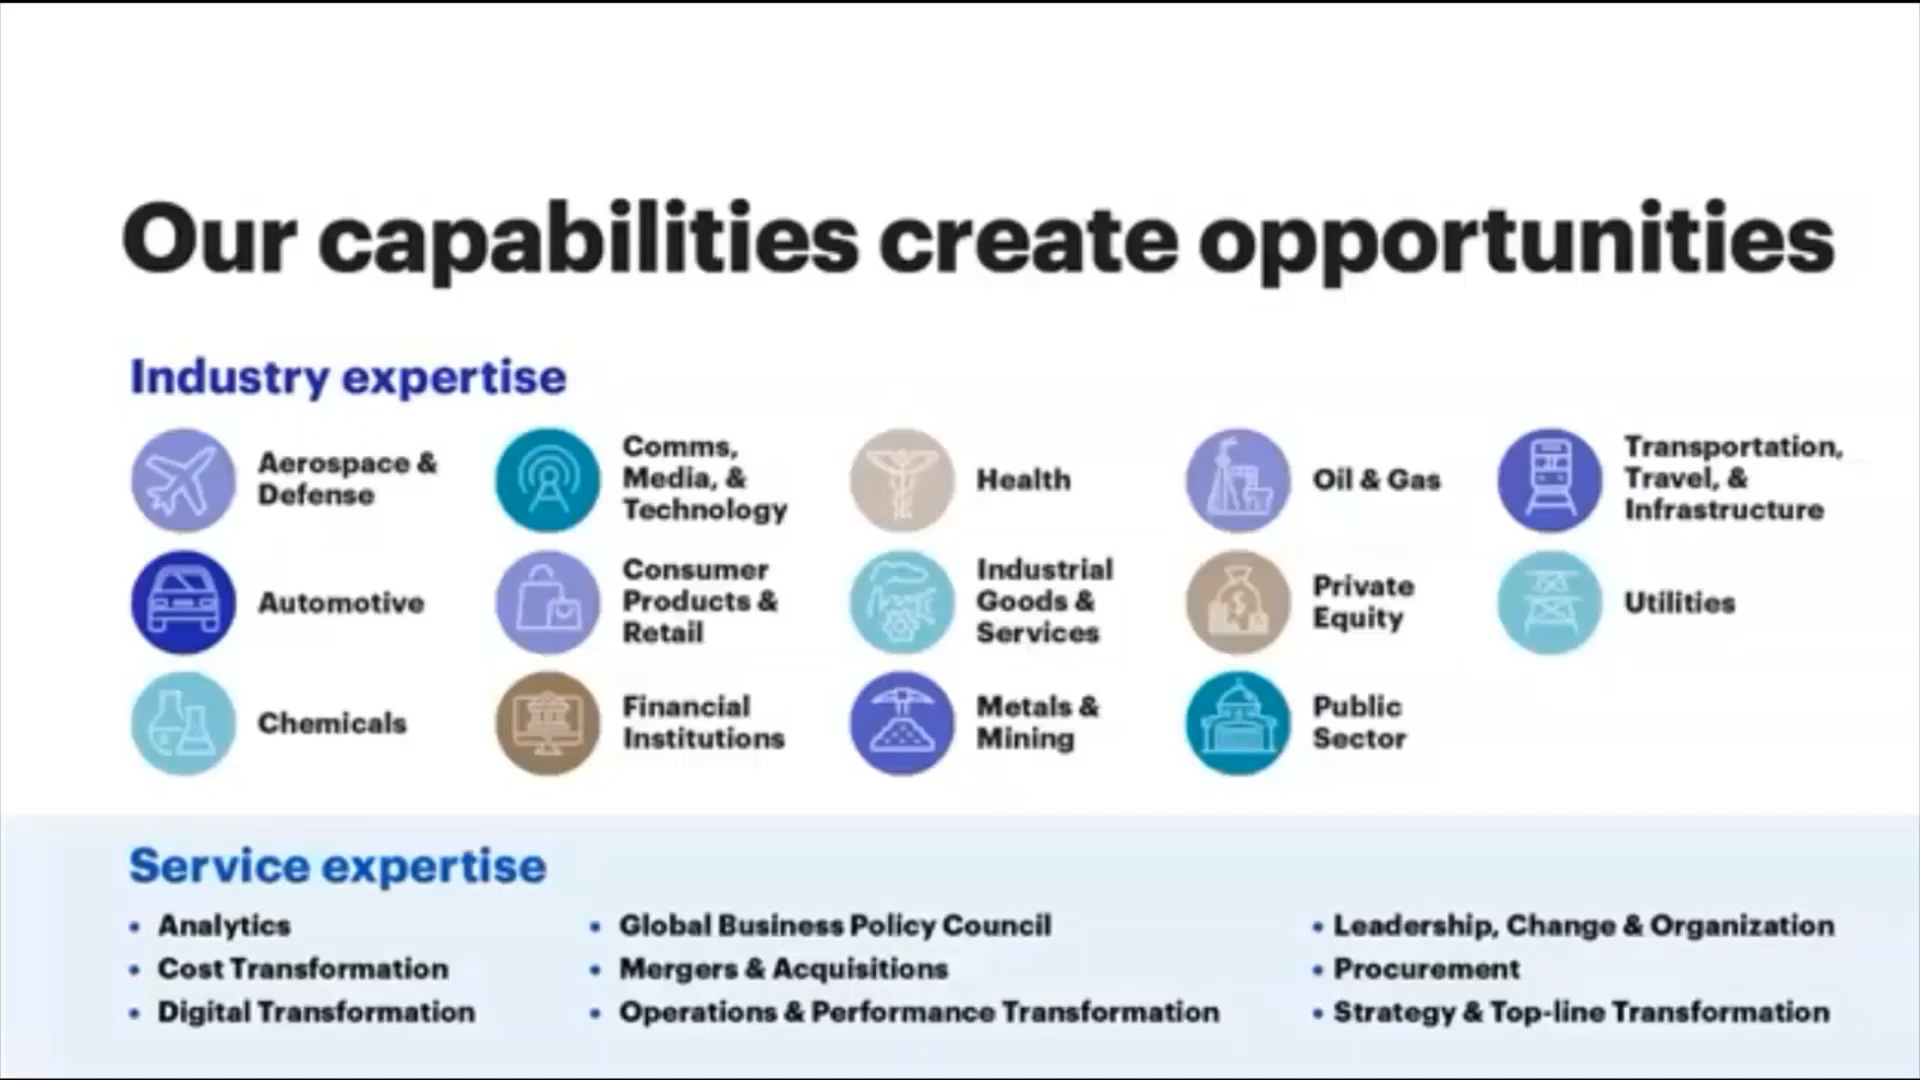 Our capabilities create opportunities
Industry expertise
Aerospace &
Defense
Comms,
Media, &
Technology
Health
Oil & Gas
Transportation,
Travel, &
Infrastructure
Automotive
Consumer
Products &
Retail
Industrial
Goods &
Services
Private
Equity
Utilities
Chemicals
Financial
Institutions
Metals &
Mining
Public
Sector
Service expertise
• Analytics
• Cost Transformation
• Digital Transformation
• Global Business Policy Council
• Mergers & Acquisitions
• Operations & Performance Transformation
• Leadership, Change & Organization
• Procurement
• Strategy & Top-line Transformation